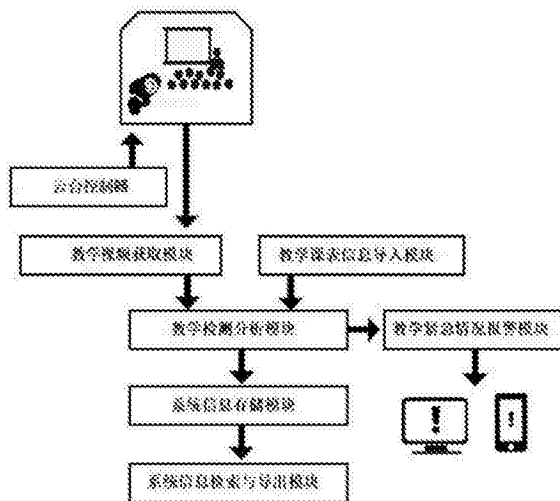 云台控制器
教学视频获取模块
教学课表信息导入模块
教学检测分析模块
教学紧急情况报警模块
!
!
系统信息存储模块
系统信息检索与导出模块